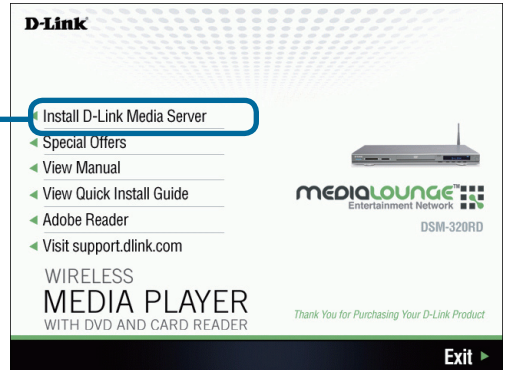 D-Link
Install D-Link Media Server
Special Offers
View Manual
View Quick Install Guide
Adobe Reader
Visit support.dlink.com
MEDIALOUNGE™
Entertainment Network
DSM-320RD
WIRELESS
MEDIA PLAYER
WITH DVD AND CARD READER
Thank You for Purchasing Your D-Link Product
Exit